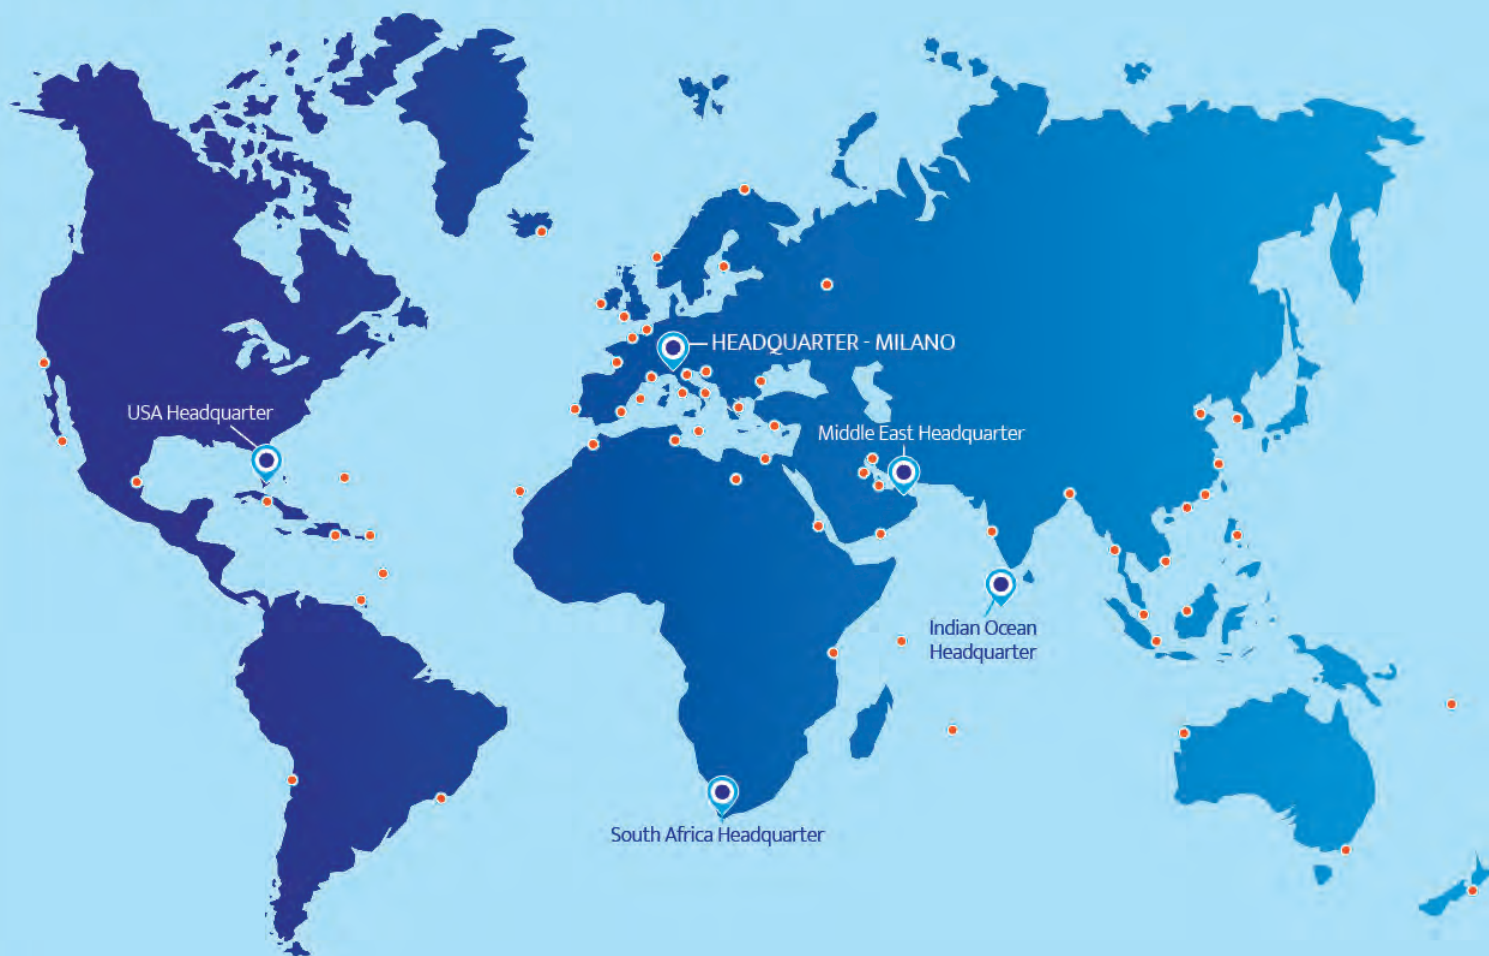 HEADQUARTER - MILANO
USA Headquarter
Middle East Headquarter
Indian Ocean
Headquarter
South Africa Headquarter